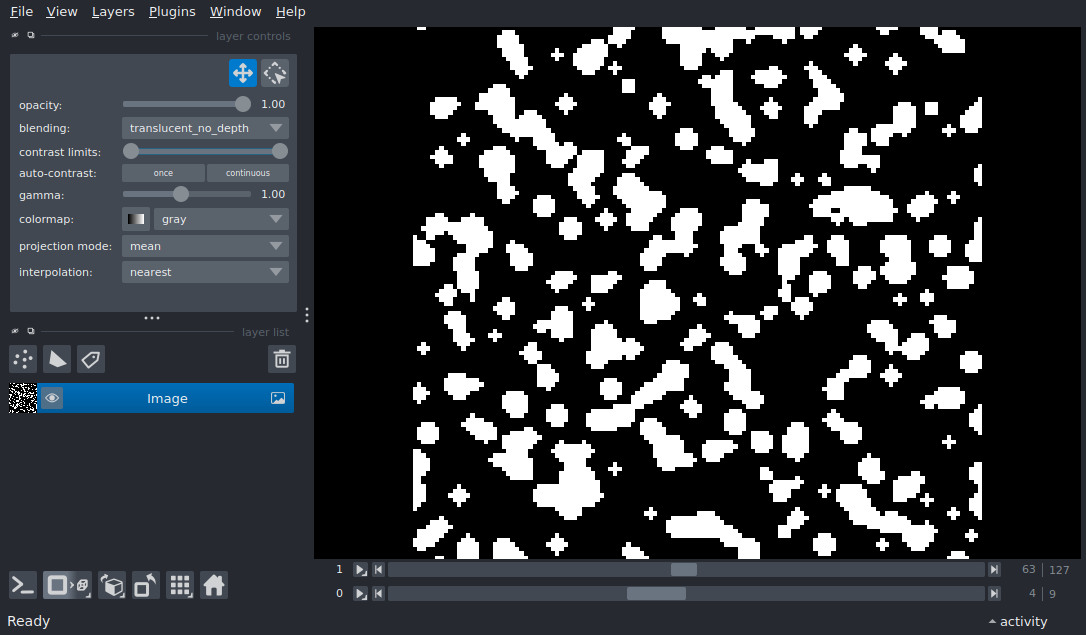 File View Layers Plugins Window Help
layer controls
opacity: 1.00
blending: translucent_no_depth
contrast limits:
auto-contrast: once continuous
gamma: 1.00
colormap: gray
projection mode: mean
interpolation: nearest
layer list
Image
1 63 127
0 4 9
Ready activity